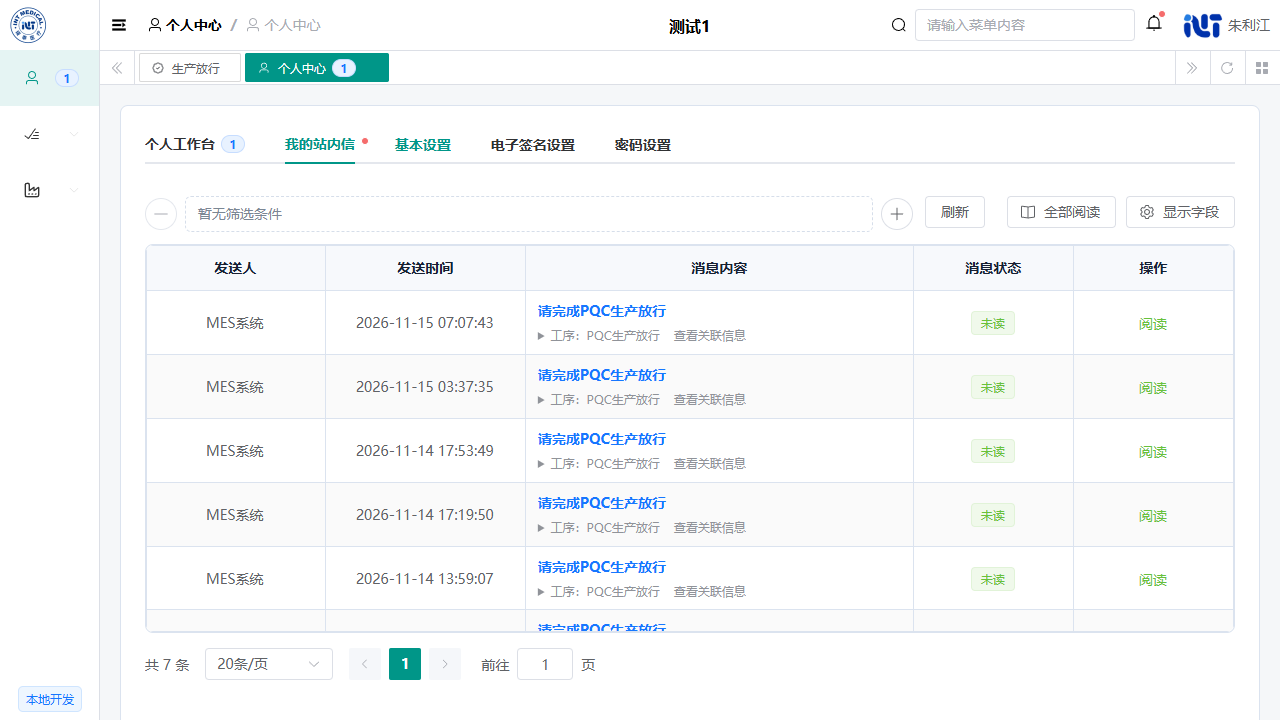 个人中心 / 个人中心
测试1
请输入菜单内容
朱利江
1
生产放行
个人中心 1
个人工作台 1
我的站内信
基本设置
电子签名设置
密码设置
暂无筛选条件
刷新
全部阅读
显示字段
发送人 发送时间 消息内容 消息状态 操作
MES系统 2026-11-15 07:07:43 请完成PQC生产放行 未读 阅读
工序: PQC生产放行 查看关联信息
MES系统 2026-11-15 03:37:35 请完成PQC生产放行 未读 阅读
工序: PQC生产放行 查看关联信息
MES系统 2026-11-14 17:53:49 请完成PQC生产放行 未读 阅读
工序: PQC生产放行 查看关联信息
MES系统 2026-11-14 17:19:50 请完成PQC生产放行 未读 阅读
工序: PQC生产放行 查看关联信息
MES系统 2026-11-14 13:59:07 请完成PQC生产放行 未读 阅读
工序: PQC生产放行 查看关联信息
请完成PQC生产放行
共 7 条 20条/页 1 前往 1 页
本地开发